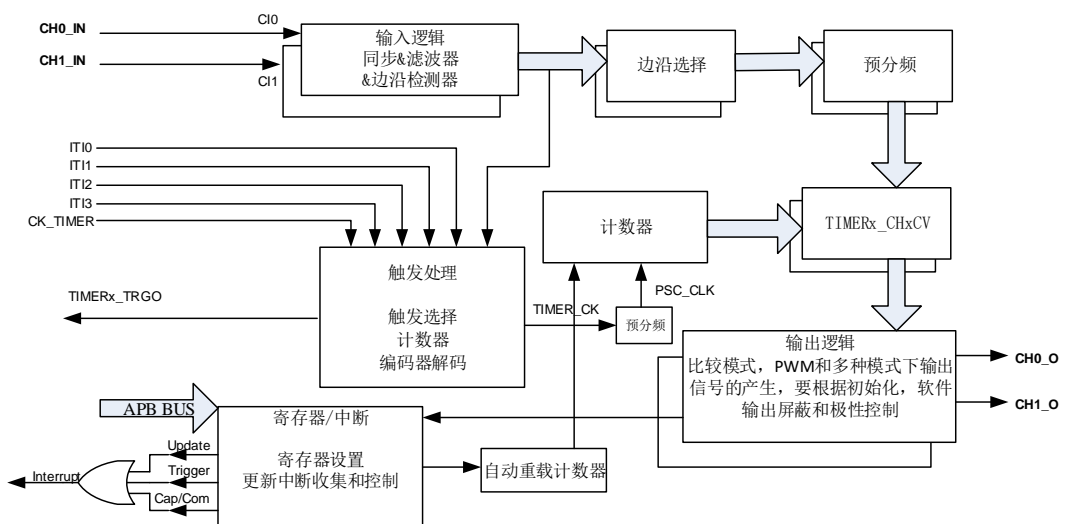 CH0_IN
CI0
CH1_IN
CI1
输入逻辑
同步&滤波器
&边沿检测器
边沿选择
预分频
ITI0
ITI1
ITI2
ITI3
CK_TIMER
计数器
TIMERx_CHxCV
触发处理
触发选择
计数器
编码器解码
TIMERx_TRGO
TIMER_CK
PSC_CLK
预分频
输出逻辑
比较模式，PWM和多种模式下输出
信号的产生，要根据初始化，软件
输出屏蔽和极性控制
CH0_O
CH1_O
APB BUS
寄存器/中断
寄存器设置
更新中断收集和控制
自动重载计数器
Update
Trigger
Cap/Com
Interrupt